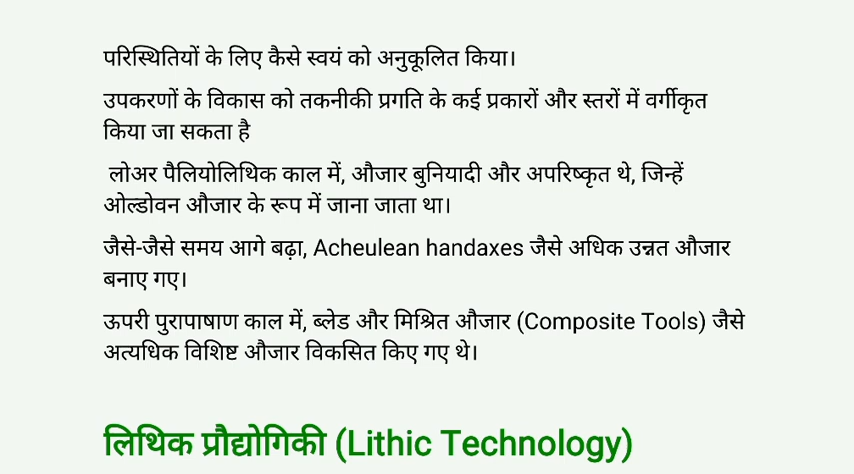 परिस्थितियों के लिए कैसे स्वयं को अनुकूलित किया।
उपकरणों के विकास को तकनीकी प्रगति के कई प्रकारों और स्तरों में वर्गीकृत
किया जा सकता है
लोअर पैलियोलिथिक काल में, औजार बुनियादी और अपरिष्कृत थे, जिन्हें
ओल्डोवन औजार के रूप में जाना जाता था।
जैसे-जैसे समय आगे बढ़ा, Acheulean handaxes जैसे अधिक उन्नत औजार
बनाए गए।
ऊपरी पुरापाषाण काल में, ब्लेड और मिश्रित औजार (Composite Tools) जैसे
अत्यधिक विशिष्ट औजार विकसित किए गए थे।
लिथिक प्रौद्योगिकी (Lithic Technology)